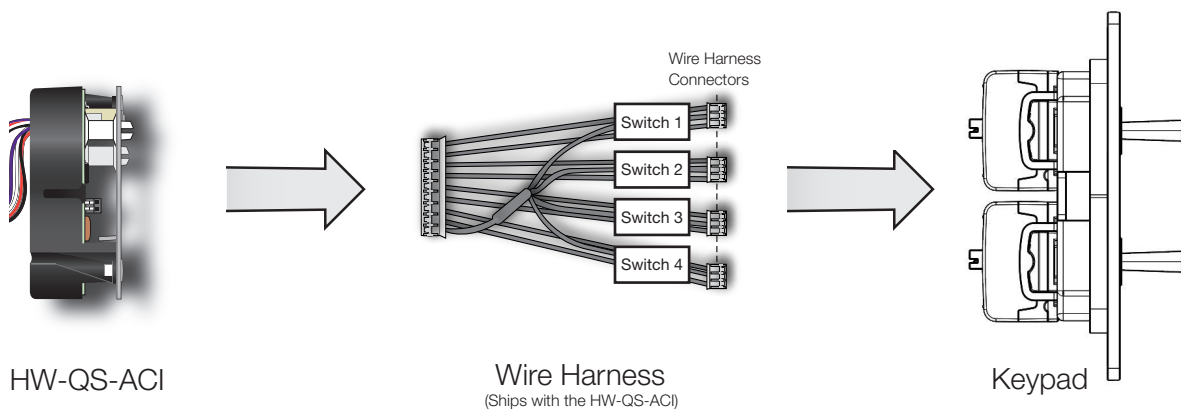 Wire Harness
Connectors
Switch 1
Switch 2
Switch 3
Switch 4
HW-QS-ACI
Wire Harness
(Ships with the HW-QS-ACI)
Keypad